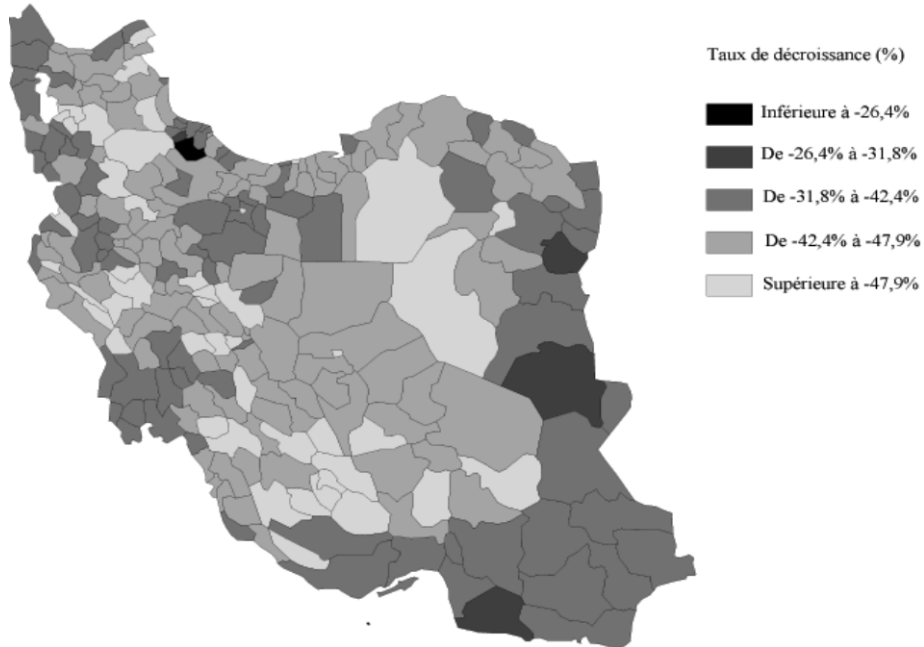 Taux de décroissance (%)
Inférieure à -26,4%
De -26,4% à -31,8%
De -31,8% à -42,4%
De -42,4% à -47,9%
Supérieure à -47,9%